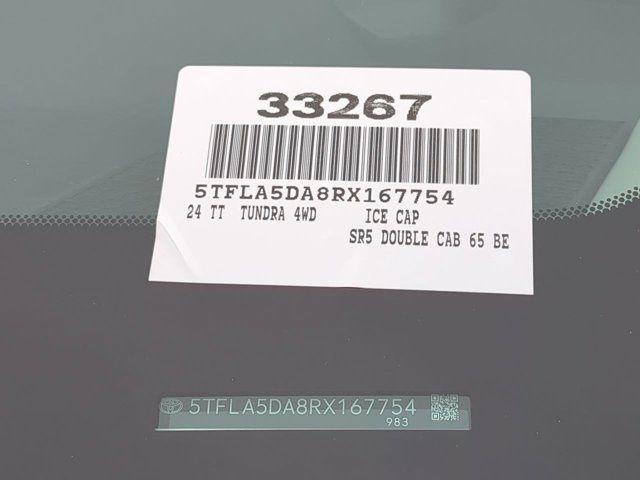 33267
5TFLA5DA8RX167754
24 TT TUNDRA 4WD ICE CAP
SR5 DOUBLE CAB 65 BE
5TFLA5DA8RX167754
983